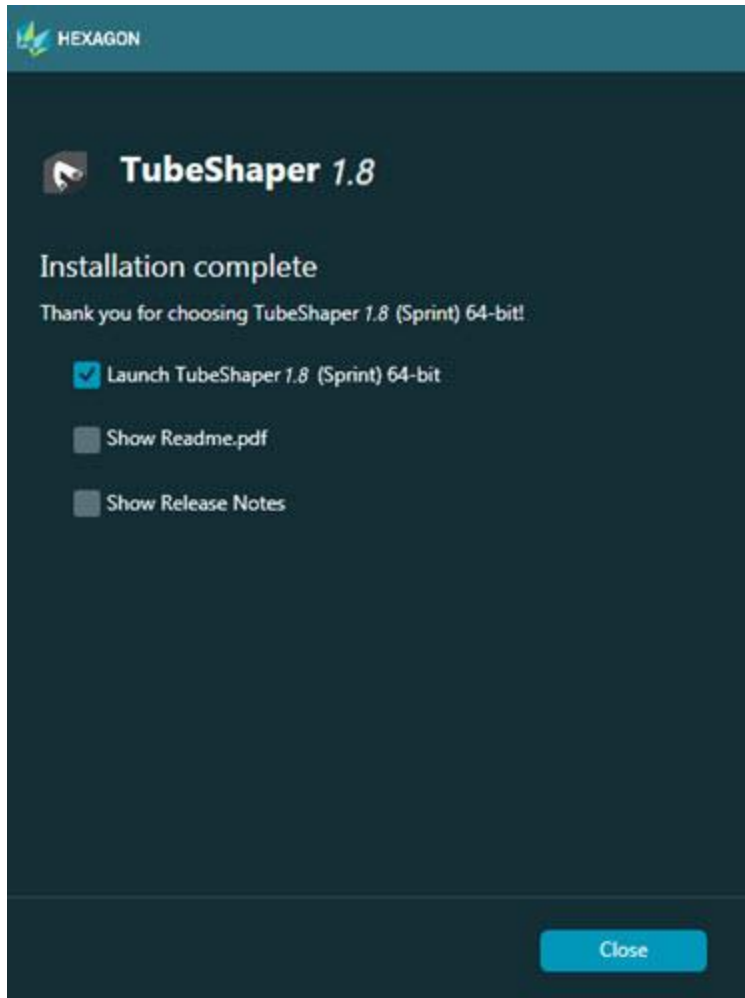 HEXAGON
TubeShaper 1.8
Installation complete
Thank you for choosing TubeShaper 1.8 (Sprint) 64-bit!
Launch TubeShaper 1.8 (Sprint) 64-bit
Show Readme.pdf
Show Release Notes
Close